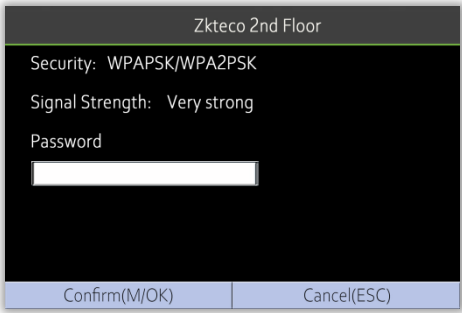 Zkteco 2nd Floor
Security: WPAPSK/WPA2PSK
Signal Strength: Very strong
Password
Confirm(M/OK) Cancel(ESC)